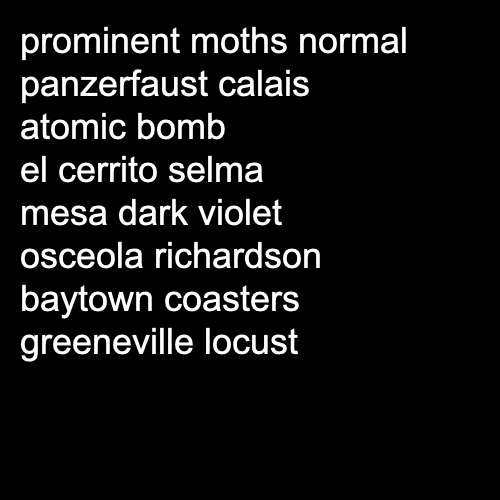 prominent moths normal
panzerfaust calais
atomic bomb
el cerrito selma
mesa dark violet
osceola richardson
baytown coasters
greeneville locust